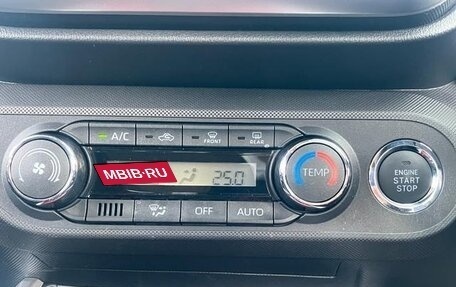 A/C
FRONT
REAR
MBIB-RU
25.0
TEMP
ENGINE
START
STOP
OFF
AUTO